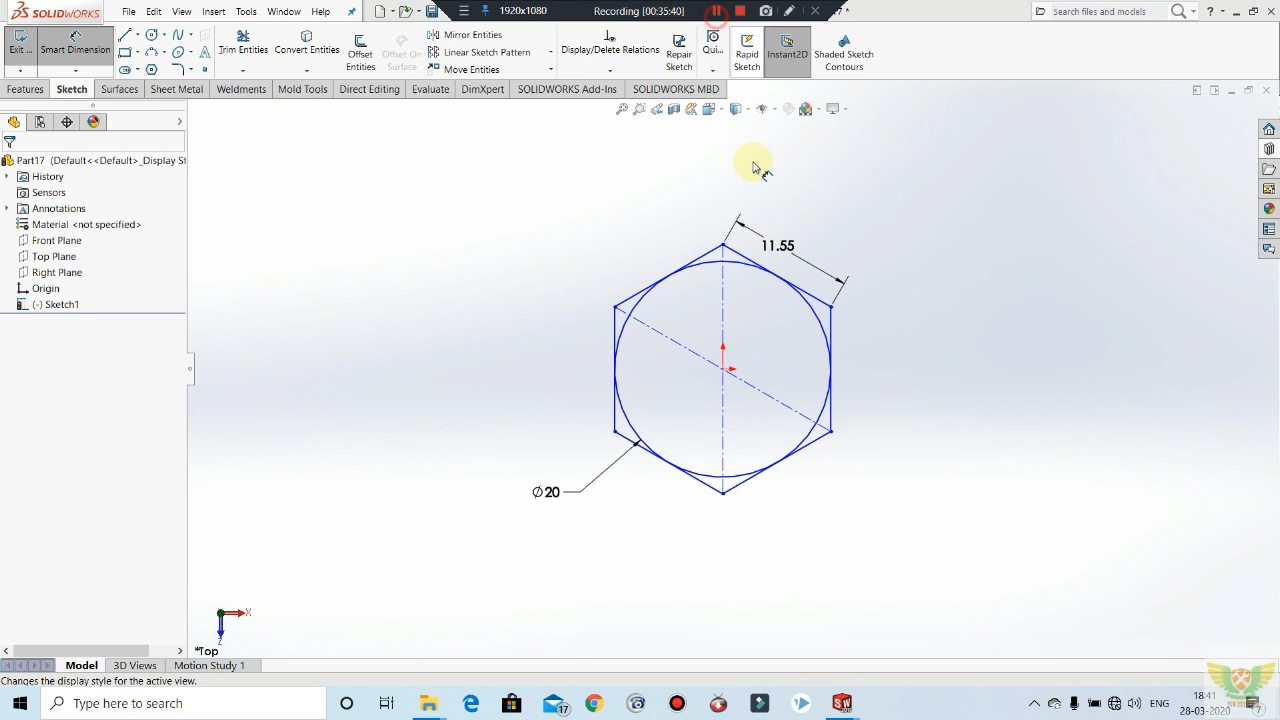 SOLIDWORKS File Edit View Insert Tools Window Help 1920x1080 Recording [00:35:40] * Search files and models ?
Exit ... Smart Dimension Trim Entities Convert Entities Offset Entities Offset On Surface Mirror Entities Linear Sketch Pattern Move Entities Display/Delete Relations Repair Sketch Qui... Rapid Sketch Instant2D Shaded Sketch Contours
Features Sketch Surfaces Sheet Metal Weldments Mold Tools Direct Editing Evaluate DimXpert SOLIDWORKS Add-Ins SOLIDWORKS MBD
Part17 (Default<<Default>_Display St
History
Sensors
Annotations
Material <not specified>
Front Plane
Top Plane
Right Plane
Origin
(-) Sketch1
11.55
Ø20
X
Z
*Top
Model 3D Views Motion Study 1
Changes the display style for the active view.
Type here to search 17 ENG 18:41
28-03-2020 7